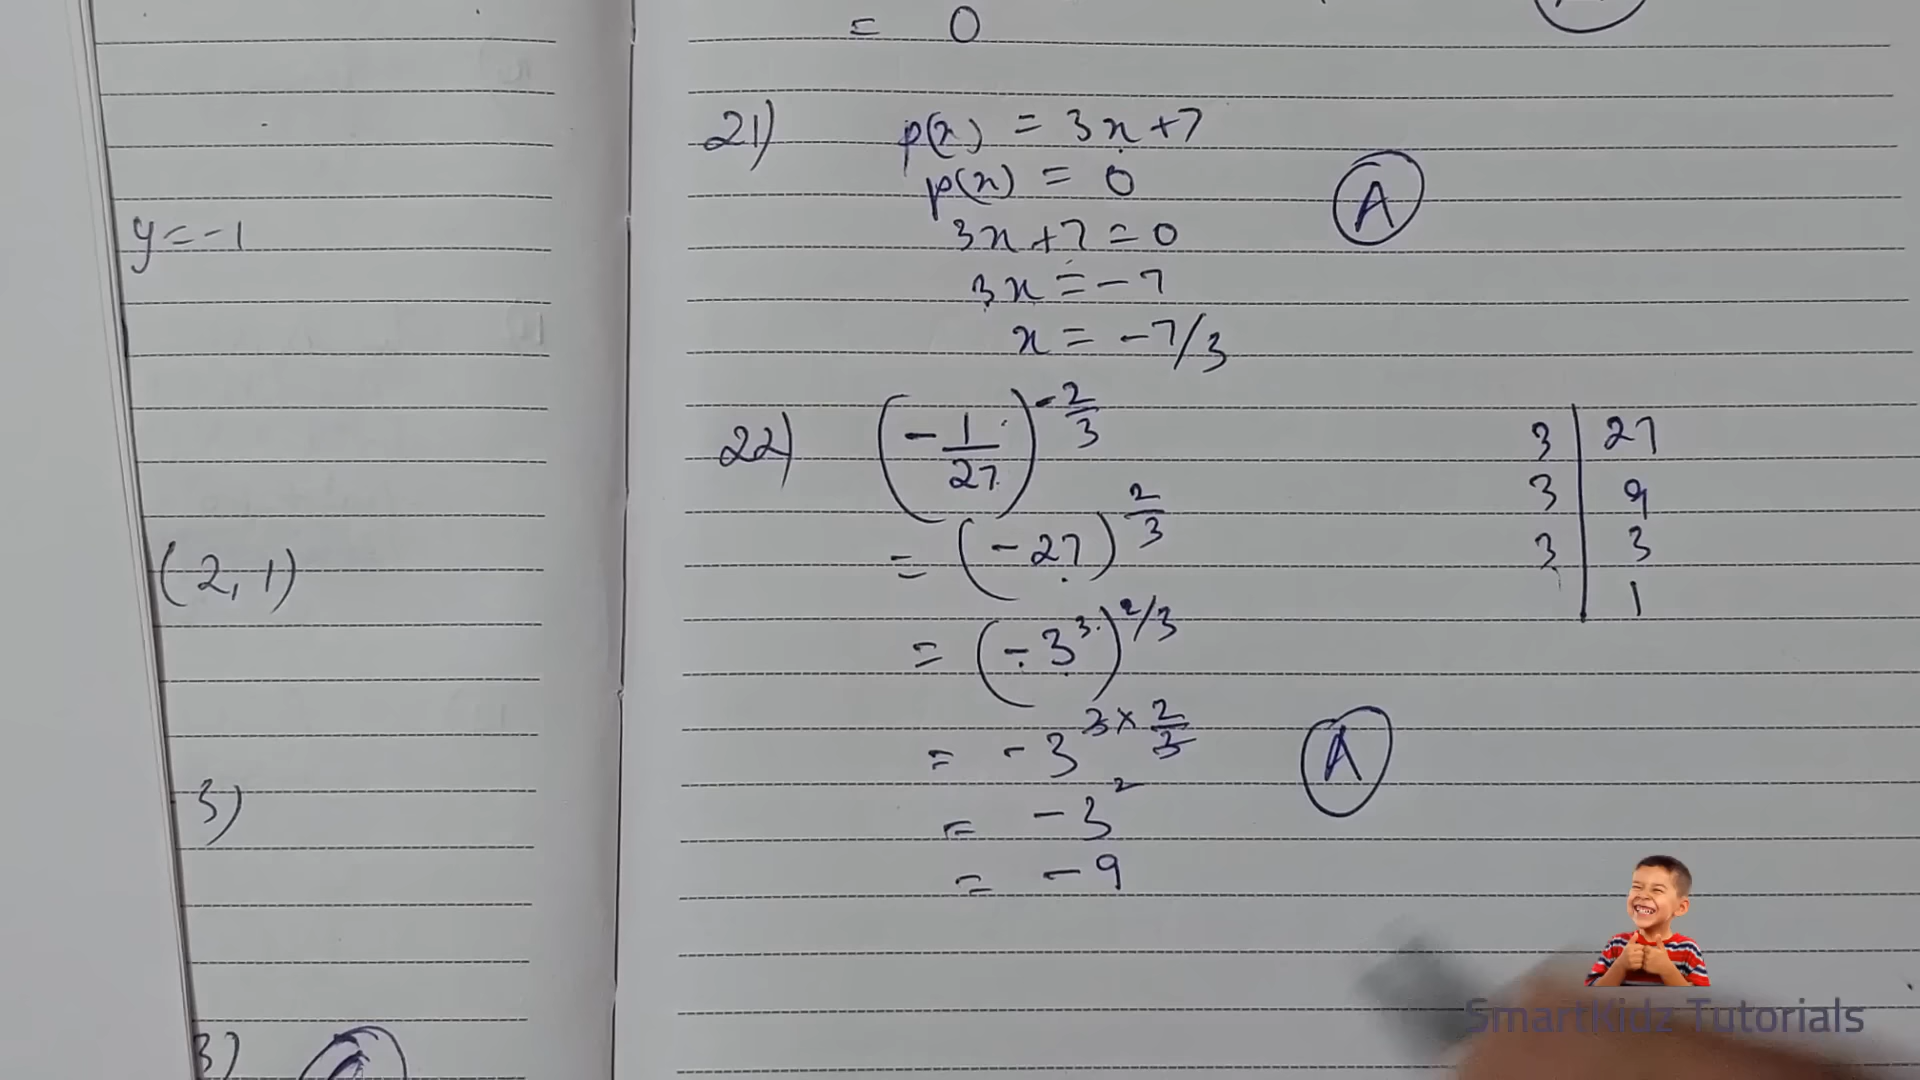 y = -1
(2, 1)
3)
3)
= 0
21) p(x) = 3x+7
p(x) = 0
A
3x+7 = 0
3x = -7
x = -7/3
22) (-1/27)^-2/3
= (-27)^2/3
= (-3^3)^2/3
= -3^3×2/3
A
= -3^2
= -9
3 | 27
3 | 9
3 | 3
1
SmartKidz Tutorials